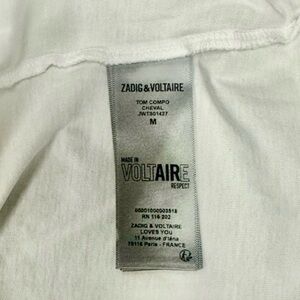 ZADIG&VOLTAIRE
TOM COMPO
CHEVAL
JWTS01427
M
MADE IN
VOLTAIRE
RESPECT
RN 116 202
ZADIG & VOLTAIRE
LOVES YOU
11 Avenue d'Iéna
75116 Paris - FRANCE